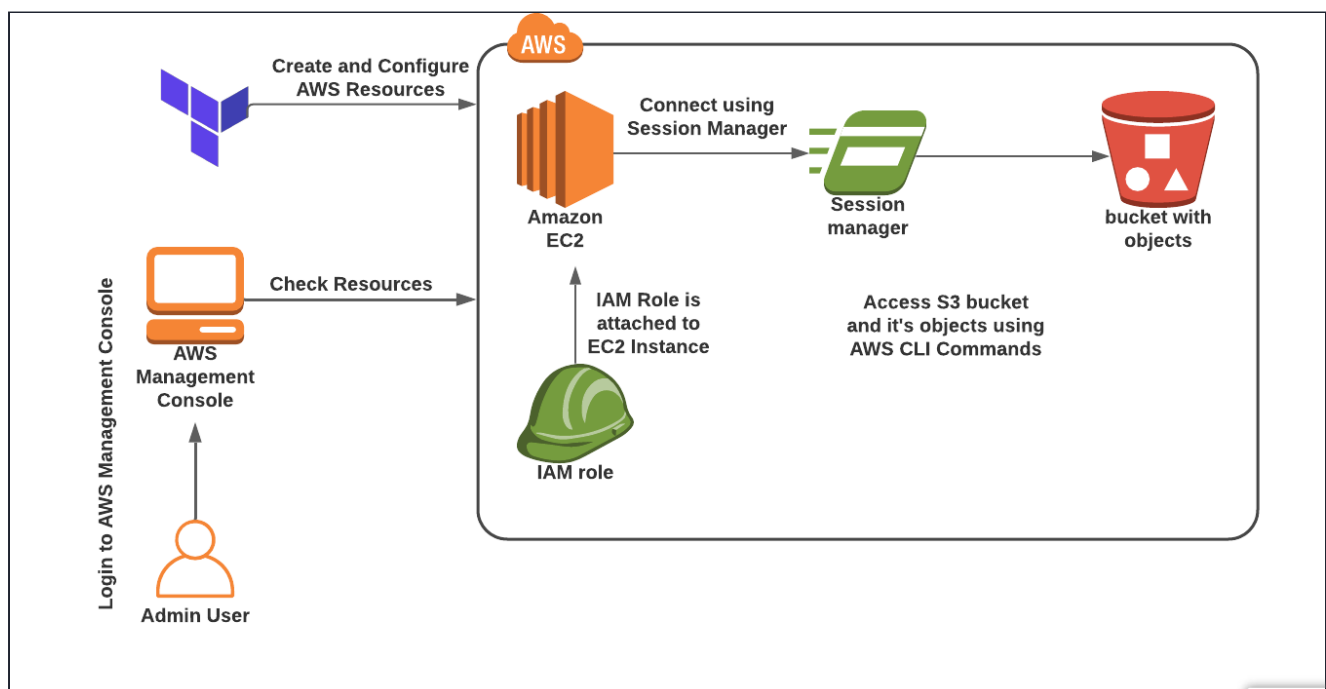 AWS
Create and Configure
AWS Resources
Connect using
Session Manager
Amazon
EC2
Session
manager
bucket with
objects
Check Resources
IAM Role is
attached to
EC2 Instance
Access S3 bucket
and it's objects using
AWS CLI Commands
AWS
Management
Console
Login to AWS Management Console
IAM role
Admin User